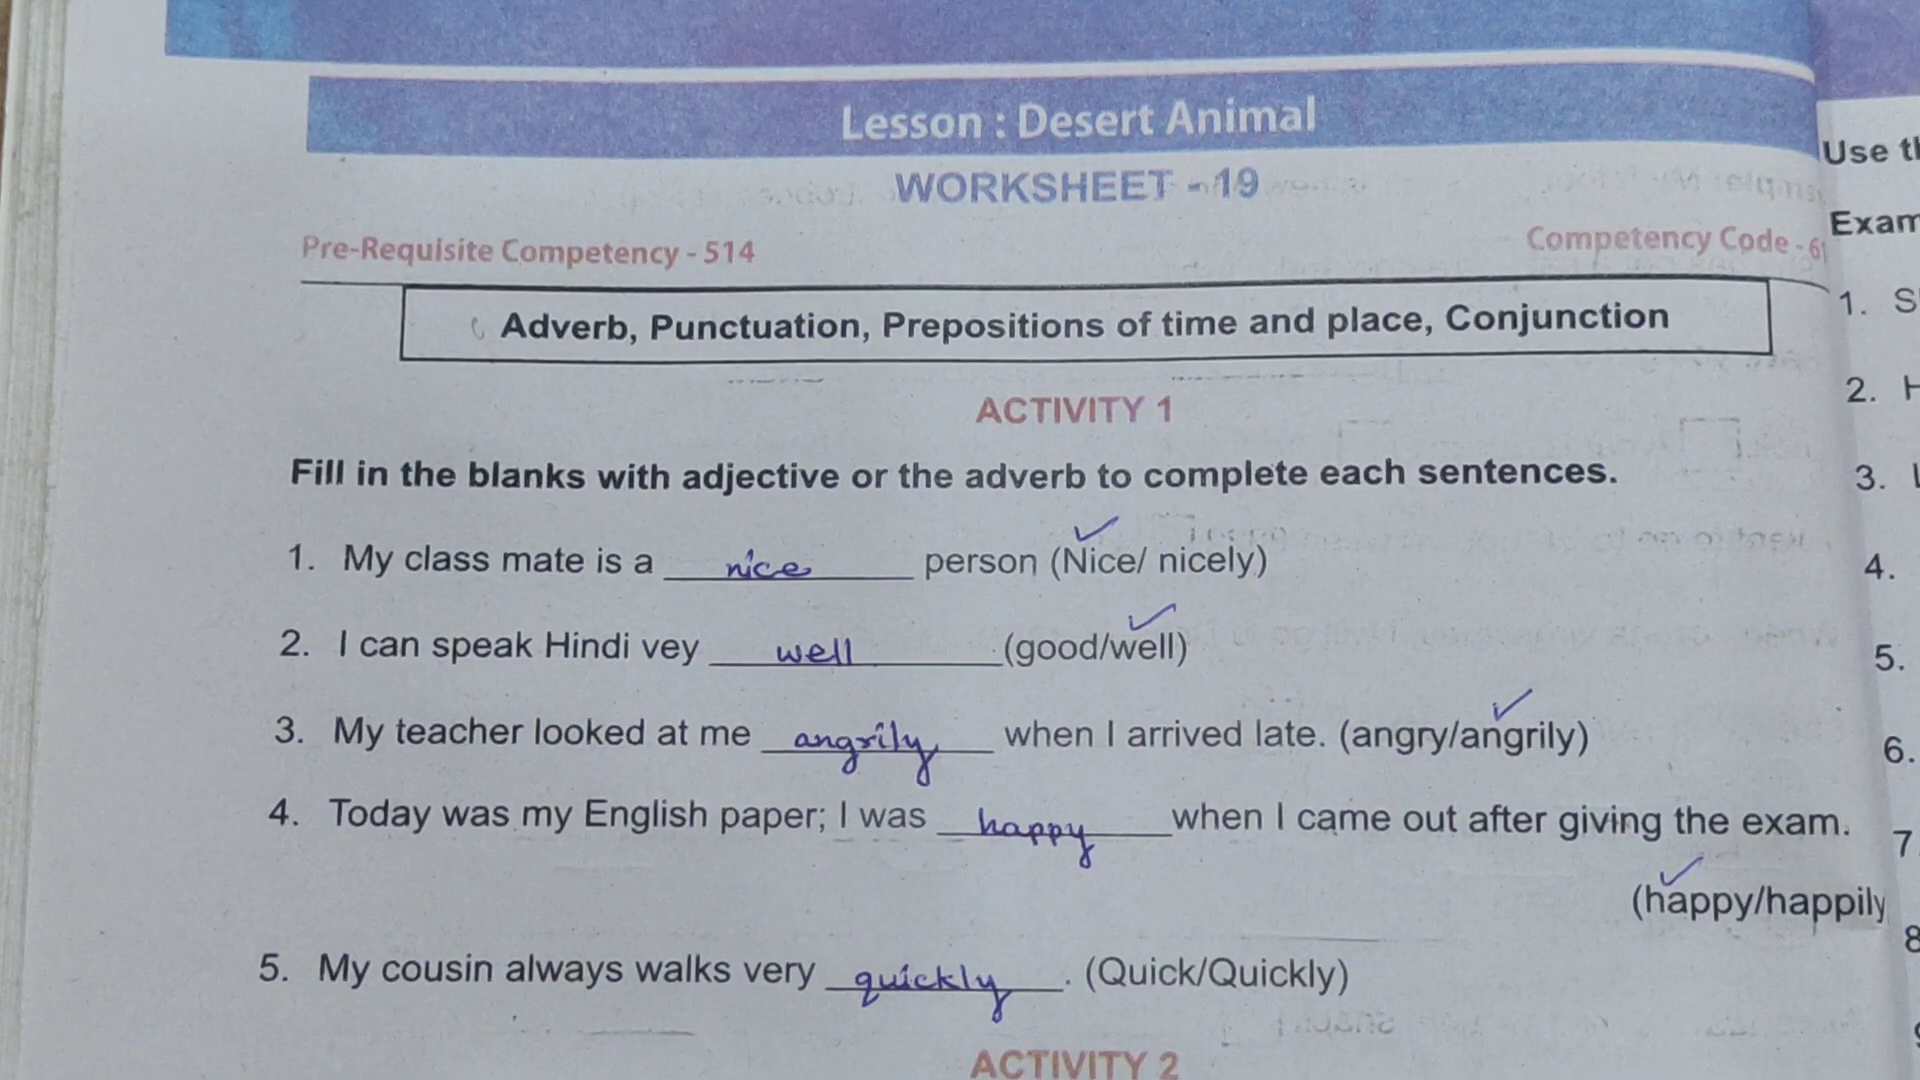 Lesson : Desert Animal
WORKSHEET - 19
Pre-Requisite Competency - 514
Competency Code - 61
Adverb, Punctuation, Prepositions of time and place, Conjunction
ACTIVITY 1
Fill in the blanks with adjective or the adverb to complete each sentences.
1. My class mate is a nice person (Nice/ nicely)
2. I can speak Hindi vey well (good/well)
3. My teacher looked at me angrily when I arrived late. (angry/angrily)
4. Today was my English paper; I was happy when I came out after giving the exam.
(happy/happily
5. My cousin always walks very quickly. (Quick/Quickly)
ACTIVITY 2
Use
1.
2.
3.
4.
5.
6.
7
8